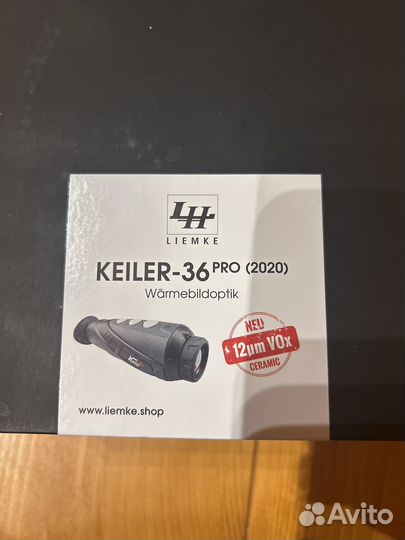 LH
LIEMKE
KEILER-36 PRO (2020)
Wärmebildoptik
NEU
12µm VOx
CERAMIC
www.liemke.shop
Avito